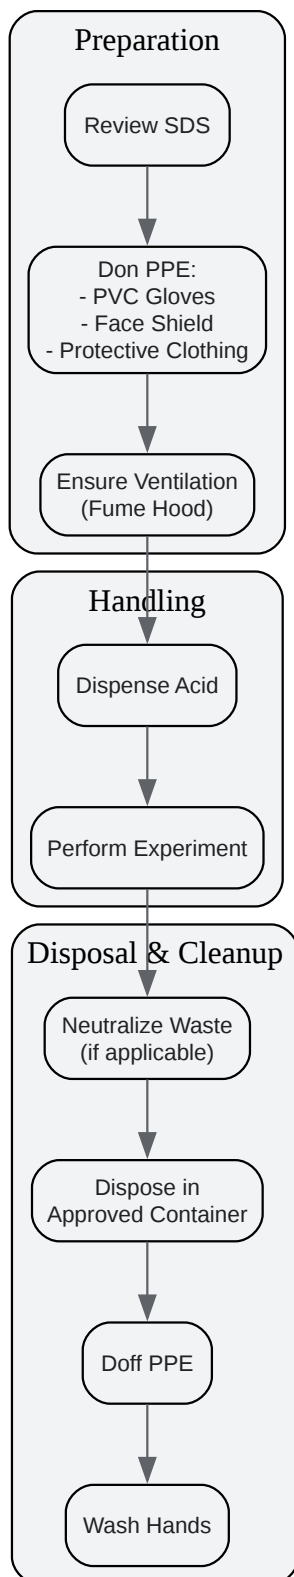 Preparation
Review SDS
Don PPE:
- PVC Gloves
- Face Shield
- Protective Clothing
Ensure Ventilation
(Fume Hood)
Handling
Dispense Acid
Perform Experiment
Disposal & Cleanup
Neutralize Waste
(if applicable)
Dispose in
Approved Container
Doff PPE
Wash Hands